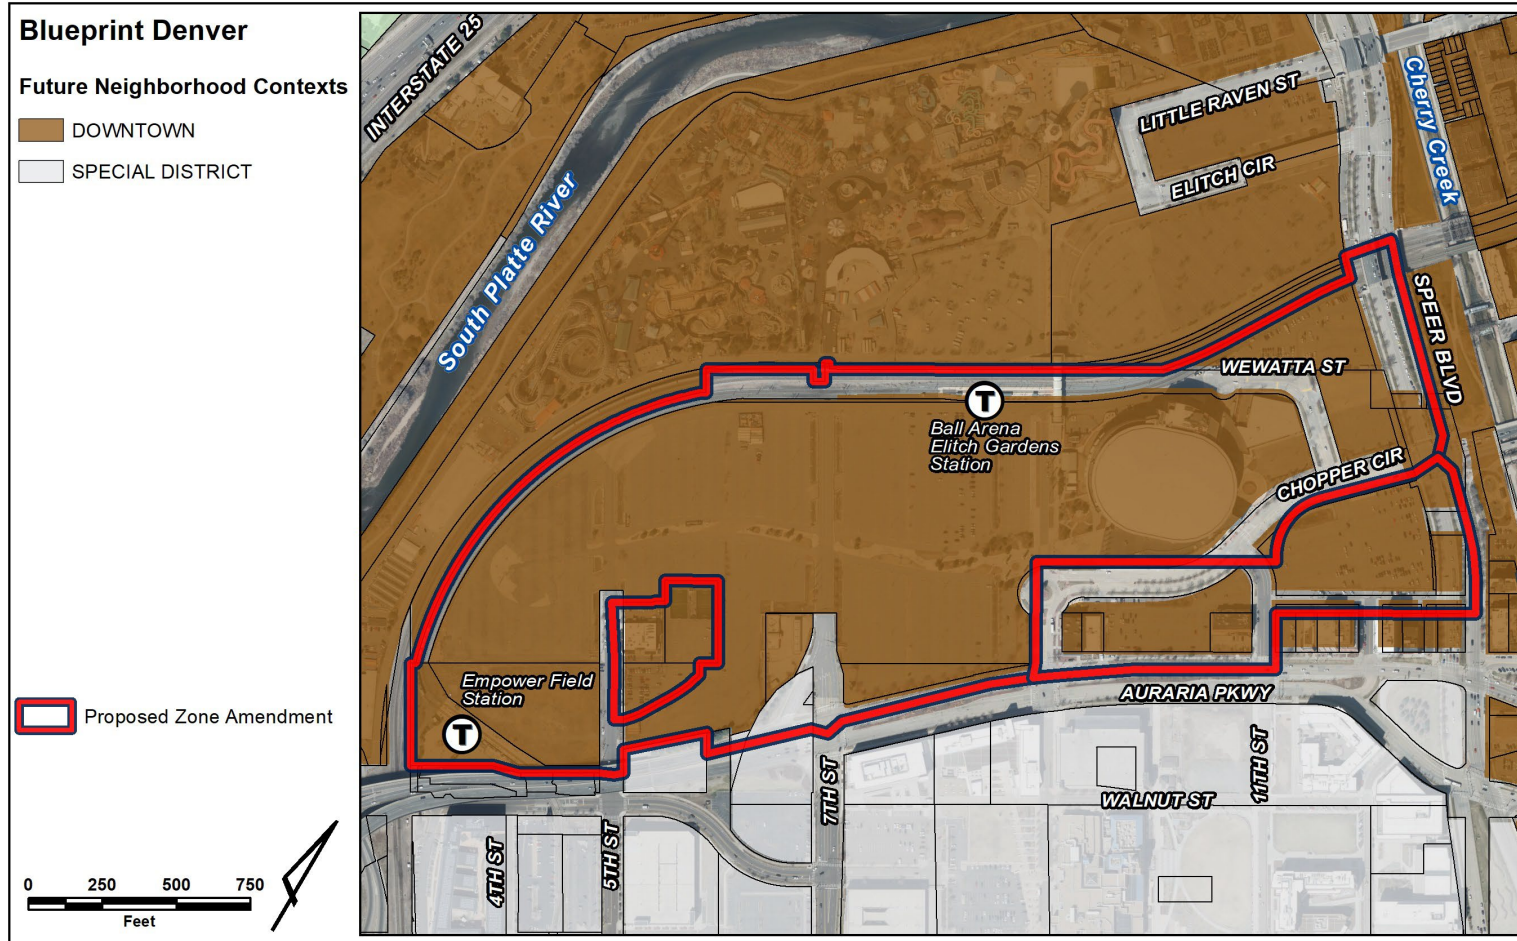 Blueprint Denver
Future Neighborhood Contexts
DOWNTOWN
SPECIAL DISTRICT
Proposed Zone Amendment
0 250 500 750
Feet
INTERSTATE 25
South Platte River
LITTLE RAVEN ST
ELITCH CIR
Cherry Creek
SPEER BLVD
WEWATTA ST
T
Ball Arena
Elitch Gardens
Station
CHOPPER CIR
Empower Field
Station
T
AURARIA PKWY
7TH ST
11TH ST
WALNUT ST
4TH ST
5TH ST